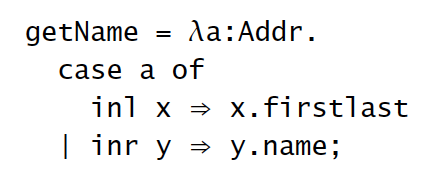 getName = λa:Addr.
case a of
inl x ⇒ x.firstlast
| inr y ⇒ y.name;